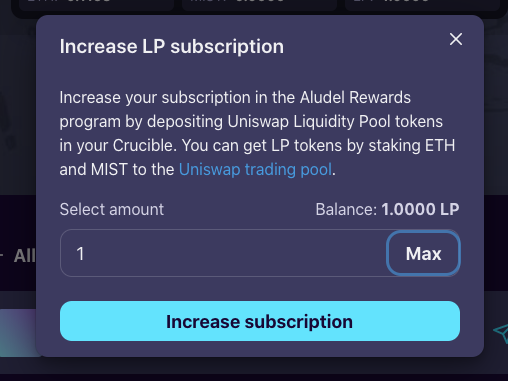 Increase LP subscription
Increase your subscription in the Aludel Rewards
program by depositing Uniswap Liquidity Pool tokens
in your Crucible. You can get LP tokens by staking ETH
and MIST to the Uniswap trading pool.
Select amount
Balance: 1.0000 LP
1
Max
All
Increase subscription